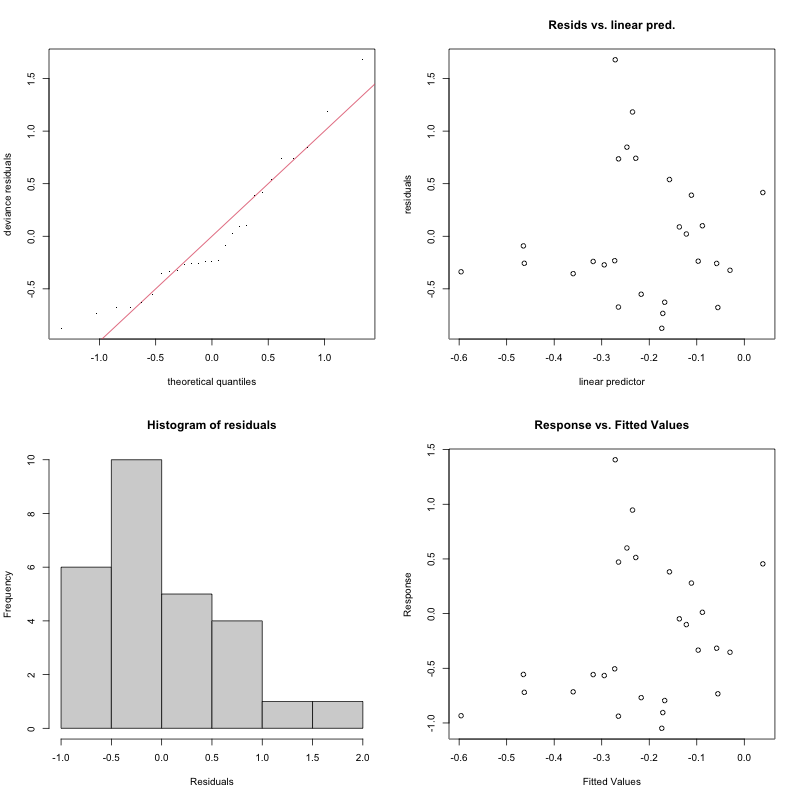 deviance residuals
1.5
1.0
0.5
0.0
-0.5
-1.0 -0.5 0.0 0.5 1.0
theoretical quantiles
Resids vs. linear pred.
residuals
1.5
1.0
0.5
0.0
-0.5
-0.6 -0.5 -0.4 -0.3 -0.2 -0.1 0.0
linear predictor
Histogram of residuals
Frequency
10
8
6
4
2
0
-1.0 -0.5 0.0 0.5 1.0 1.5 2.0
Residuals
Response vs. Fitted Values
Response
1.5
1.0
0.5
0.0
-0.5
-1.0
-0.6 -0.5 -0.4 -0.3 -0.2 -0.1 0.0
Fitted Values